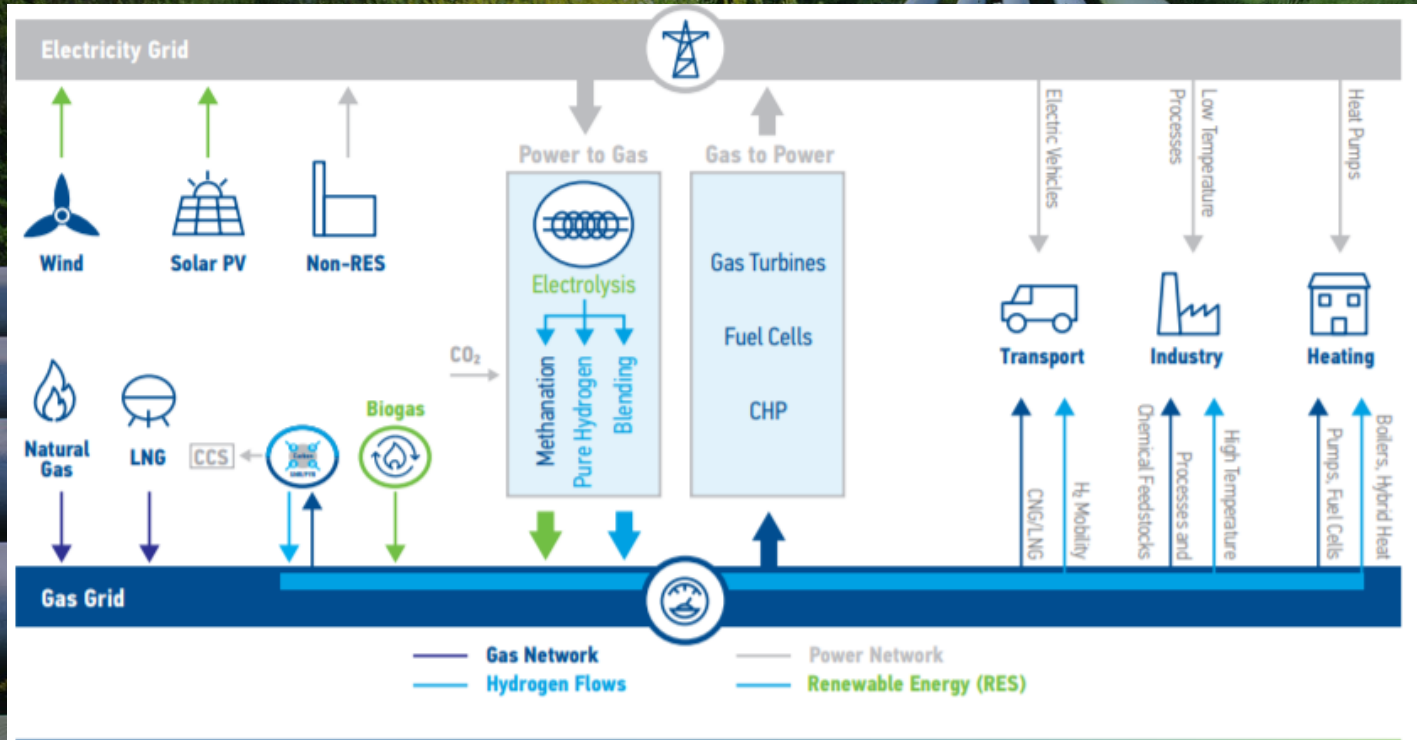 Electricity Grid
Power to Gas
Gas to Power
Electric Vehicles
Low Temperature
Processes
Heat Pumps
Wind
Solar PV
Non-RES
Electrolysis
Methanation
Pure Hydrogen
Blending
Gas Turbines
Fuel Cells
CHP
CO₂
Transport
Industry
Heating
Natural
Gas
LNG
CCS
Biogas
CNG/LNG
H₂ Mobility
Chemical Feedstocks
Processes and
High Temperature
Pumps, Fuel Cells
Boilers, Hybrid Heat
Gas Grid
Gas Network
Power Network
Hydrogen Flows
Renewable Energy (RES)